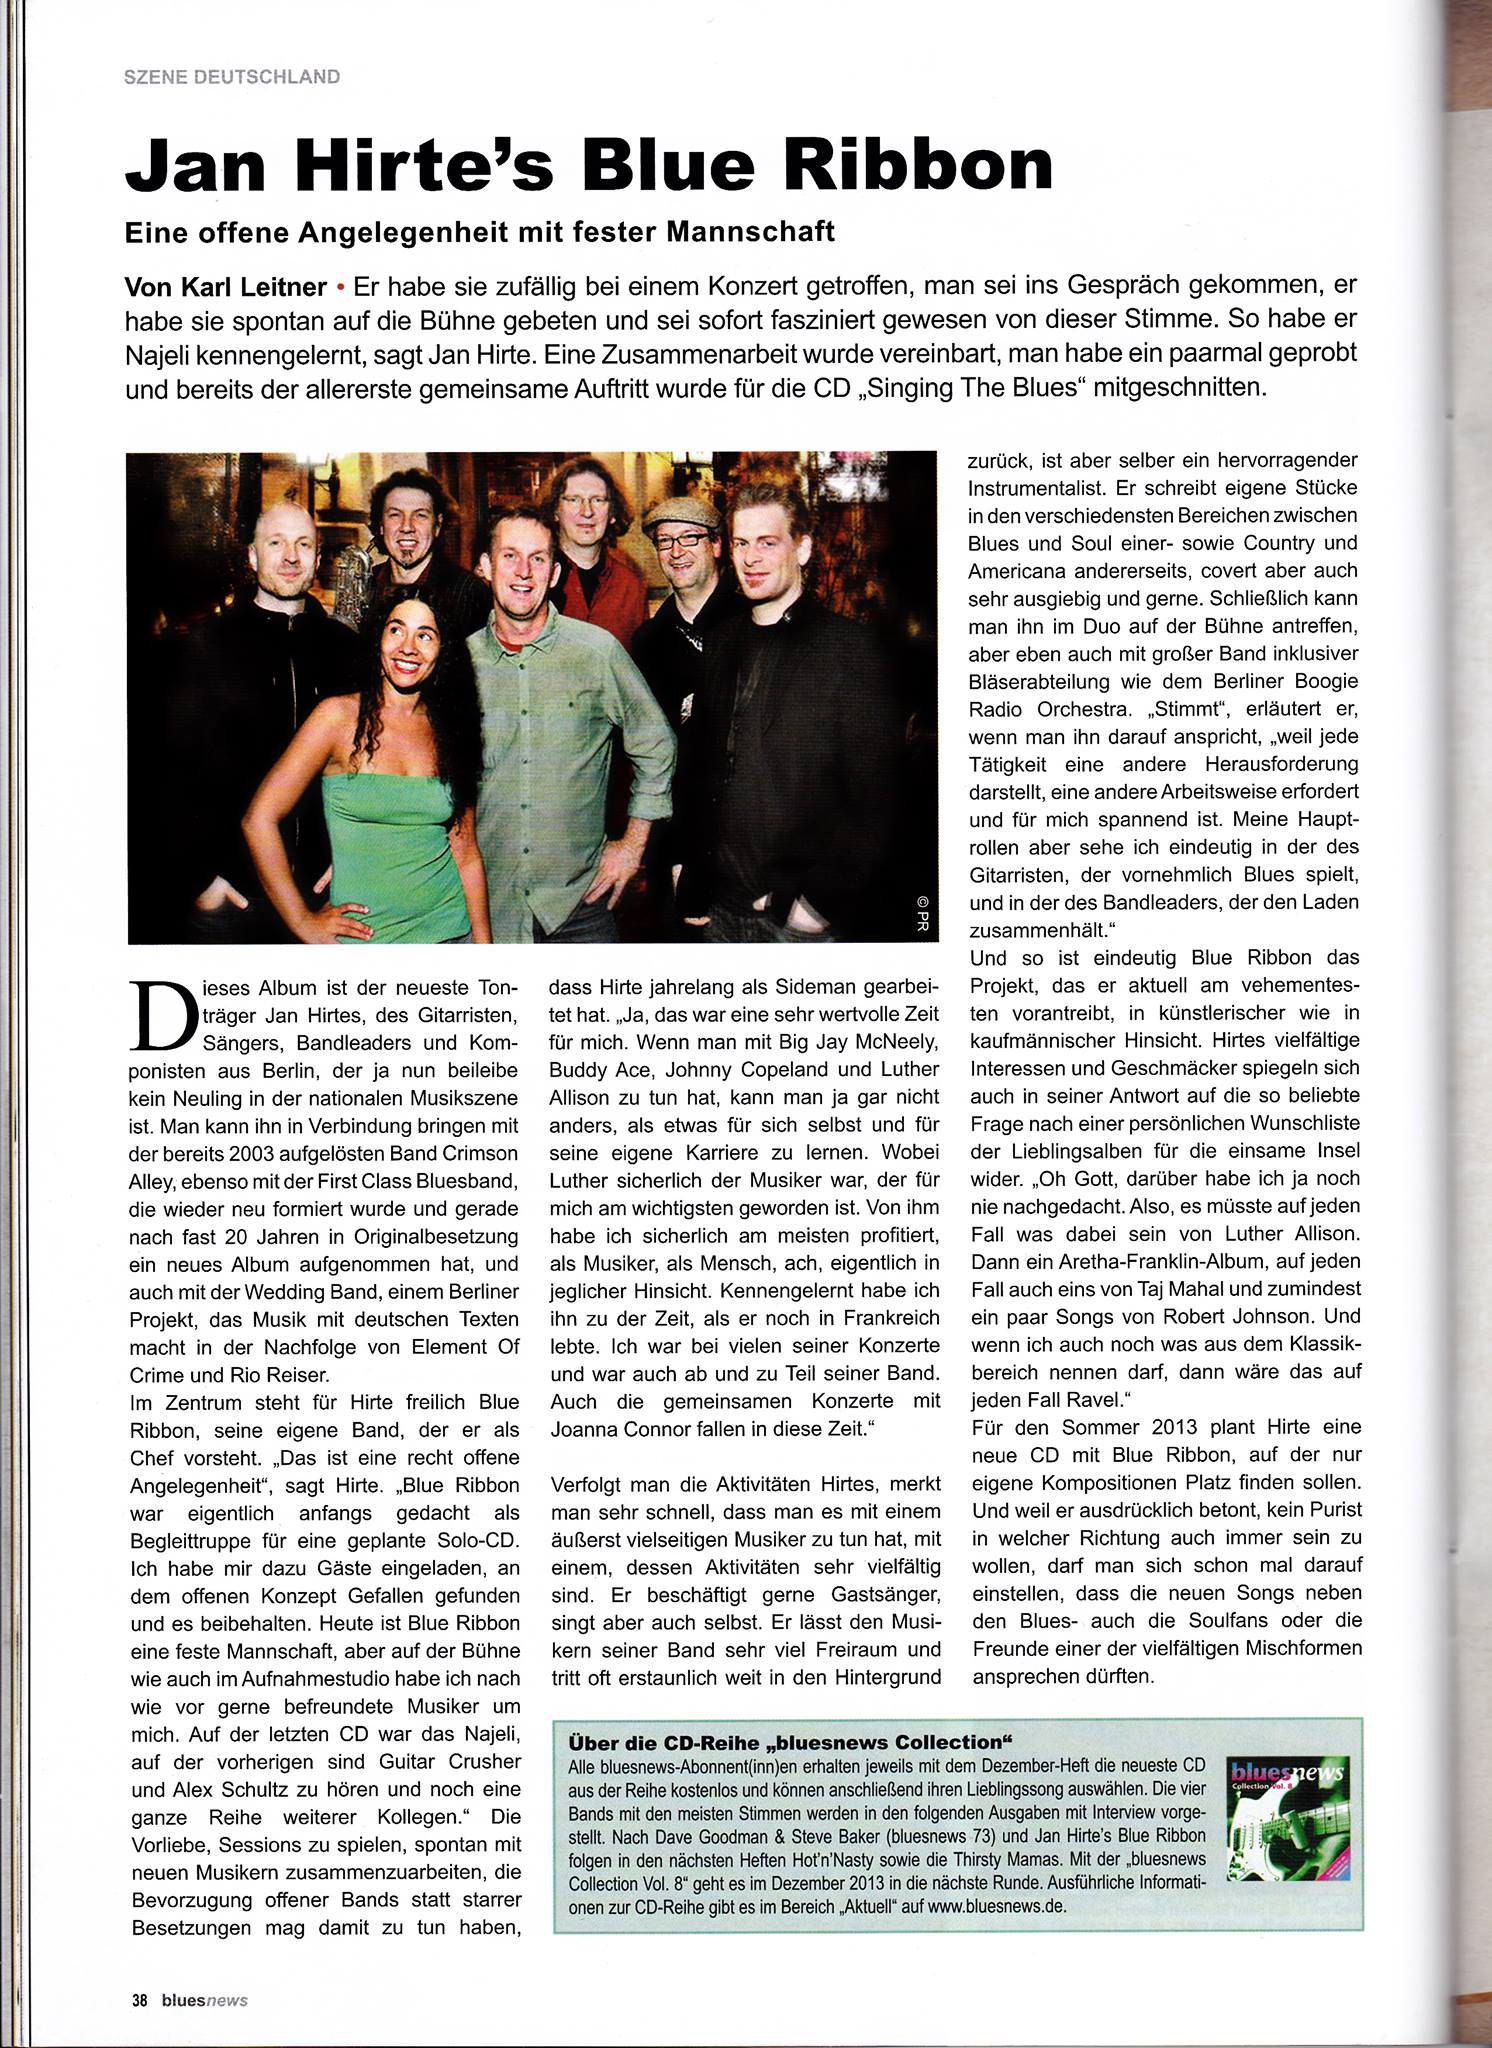 SZENE DEUTSCHLAND
Jan Hirte’s Blue Ribbon
Eine offene Angelegenheit mit fester Mannschaft
Von Karl Leitner • Er habe sie zufällig bei einem Konzert getroffen, man sei ins Gespräch gekommen, er
habe sie spontan auf die Bühne gebeten und sei sofort fasziniert gewesen von dieser Stimme. So habe er
Najeli kennengelernt, sagt Jan Hirte. Eine Zusammenarbeit wurde vereinbart, man habe ein paarmal geprobt
und bereits der allererste gemeinsame Auftritt wurde für die CD „Singing The Blues“ mitgeschnitten.
© PR
Dieses Album ist der neueste Ton-
träger Jan Hirtes, des Gitarristen,
Sängers, Bandleaders und Kom-
ponisten aus Berlin, der ja nun beileibe
kein Neuling in der nationalen Musikszene
ist. Man kann ihn in Verbindung bringen mit
der bereits 2003 aufgelösten Band Crimson
Alley, ebenso mit der First Class Bluesband,
die wieder neu formiert wurde und gerade
nach fast 20 Jahren in Originalbesetzung
ein neues Album aufgenommen hat, und
auch mit der Wedding Band, einem Berliner
Projekt, das Musik mit deutschen Texten
macht in der Nachfolge von Element Of
Crime und Rio Reiser.
Im Zentrum steht für Hirte freilich Blue
Ribbon, seine eigene Band, der er als
Chef vorsteht. „Das ist eine recht offene
Angelegenheit“, sagt Hirte. „Blue Ribbon
war eigentlich anfangs gedacht als
Begleittruppe für eine geplante Solo-CD.
Ich habe mir dazu Gäste eingeladen, an
dem offenen Konzept Gefallen gefunden
und es beibehalten. Heute ist Blue Ribbon
eine feste Mannschaft, aber auf der Bühne
wie auch im Aufnahmestudio habe ich nach
wie vor gerne befreundete Musiker um
mich. Auf der letzten CD war das Najeli,
auf der vorherigen sind Guitar Crusher
und Alex Schultz zu hören und noch eine
ganze Reihe weiterer Kollegen.“ Die
Vorliebe, Sessions zu spielen, spontan mit
neuen Musikern zusammenzuarbeiten, die
Bevorzugung offener Bands statt starrer
Besetzungen mag damit zu tun haben,
dass Hirte jahrelang als Sideman gearbei-
tet hat. „Ja, das war eine sehr wertvolle Zeit
für mich. Wenn man mit Big Jay McNeely,
Buddy Ace, Johnny Copeland und Luther
Allison zu tun hat, kann man ja gar nicht
anders, als etwas für sich selbst und für
seine eigene Karriere zu lernen. Wobei
Luther sicherlich der Musiker war, der für
mich am wichtigsten geworden ist. Von ihm
habe ich sicherlich am meisten profitiert,
als Musiker, als Mensch, ach, eigentlich in
jeglicher Hinsicht. Kennengelernt habe ich
ihn zu der Zeit, als er noch in Frankreich
lebte. Ich war bei vielen seiner Konzerte
und war auch ab und zu Teil seiner Band.
Auch die gemeinsamen Konzerte mit
Joanna Connor fallen in diese Zeit.“
Verfolgt man die Aktivitäten Hirtes, merkt
man sehr schnell, dass man es mit einem
äußerst vielseitigen Musiker zu tun hat, mit
einem, dessen Aktivitäten sehr vielfältig
sind. Er beschäftigt gerne Gastsänger,
singt aber auch selbst. Er lässt den Musi-
kern seiner Band sehr viel Freiraum und
tritt oft erstaunlich weit in den Hintergrund
zurück, ist aber selber ein hervorragender
Instrumentalist. Er schreibt eigene Stücke
in den verschiedensten Bereichen zwischen
Blues und Soul einer- sowie Country und
Americana andererseits, covert aber auch
sehr ausgiebig und gerne. Schließlich kann
man ihn im Duo auf der Bühne antreffen,
aber eben auch mit großer Band inklusiver
Bläserabteilung wie dem Berliner Boogie
Radio Orchestra. „Stimmt“, erläutert er,
wenn man ihn darauf anspricht, „weil jede
Tätigkeit eine andere Herausforderung
darstellt, eine andere Arbeitsweise erfordert
und für mich spannend ist. Meine Haupt-
rollen aber sehe ich eindeutig in der des
Gitarristen, der vornehmlich Blues spielt,
und in der des Bandleaders, der den Laden
zusammenhält.“
Und so ist eindeutig Blue Ribbon das
Projekt, das er aktuell am vehementes-
ten vorantreibt, in künstlerischer wie in
kaufmännischer Hinsicht. Hirtes vielfältige
Interessen und Geschmäcker spiegeln sich
auch in seiner Antwort auf die so beliebte
Frage nach einer persönlichen Wunschliste
der Lieblingsalben für die einsame Insel
wider. „Oh Gott, darüber habe ich ja noch
nie nachgedacht. Also, es müsste auf jeden
Fall was dabei sein von Luther Allison.
Dann ein Aretha-Franklin-Album, auf jeden
Fall auch eins von Taj Mahal und zumindest
ein paar Songs von Robert Johnson. Und
wenn ich auch noch was aus dem Klassik-
bereich nennen darf, dann wäre das auf
jeden Fall Ravel.“
Für den Sommer 2013 plant Hirte eine
neue CD mit Blue Ribbon, auf der nur
eigene Kompositionen Platz finden sollen.
Und weil er ausdrücklich betont, kein Purist
in welcher Richtung auch immer sein zu
wollen, darf man sich schon mal darauf
einstellen, dass die neuen Songs neben
den Blues- auch die Soulfans oder die
Freunde einer der vielfältigen Mischformen
ansprechen dürften.
Über die CD-Reihe „bluesnews Collection“
Alle bluesnews-Abonnent(inn)en erhalten jeweils mit dem Dezember-Heft die neueste CD
aus der Reihe kostenlos und können anschließend ihren Lieblingssong auswählen. Die vier
Bands mit den meisten Stimmen werden in den folgenden Ausgaben mit Interview vorge-
stellt. Nach Dave Goodman & Steve Baker (bluesnews 73) und Jan Hirte’s Blue Ribbon
folgen in den nächsten Heften Hot’n’Nasty sowie die Thirsty Mamas. Mit der „bluesnews
Collection Vol. 8“ geht es im Dezember 2013 in die nächste Runde. Ausführliche Informati-
onen zur CD-Reihe gibt es im Bereich „Aktuell“ auf www.bluesnews.de.
bluesnews
Collection Vol. 8
38 bluesnews